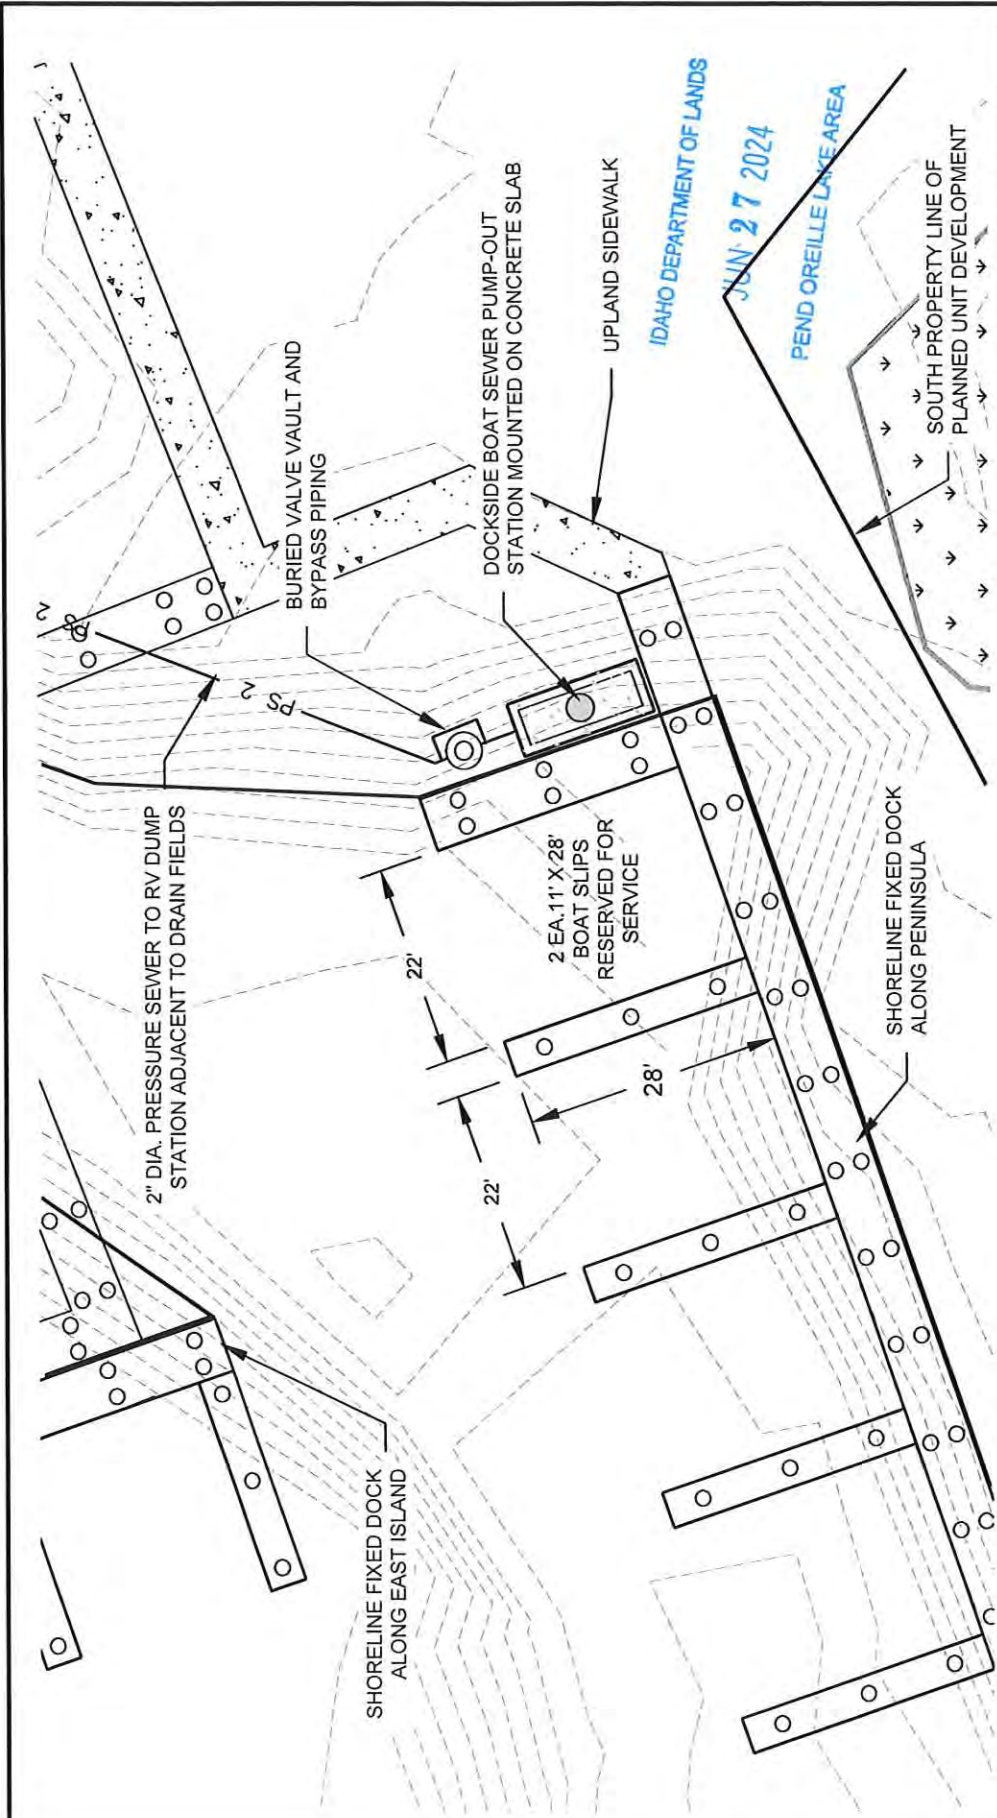 2" DIA. PRESSURE SEWER TO RV DUMP
STATION ADJACENT TO DRAIN FIELDS
PS 2
PS 2
BURIED VALVE VAULT AND
BYPASS PIPING
DOCKSIDE BOAT SEWER PUMP-OUT
STATION MOUNTED ON CONCRETE SLAB
UPLAND SIDEWALK
IDAHO DEPARTMENT OF LANDS
JUN 27 2024
PEND OREILLE LAKE AREA
SOUTH PROPERTY LINE OF
PLANNED UNIT DEVELOPMENT
SHORELINE FIXED DOCK
ALONG EAST ISLAND
22'
22'
28'
2 EA.11' X 28'
BOAT SLIPS
RESERVED FOR
SERVICE
SHORELINE FIXED DOCK
ALONG PENINSULA